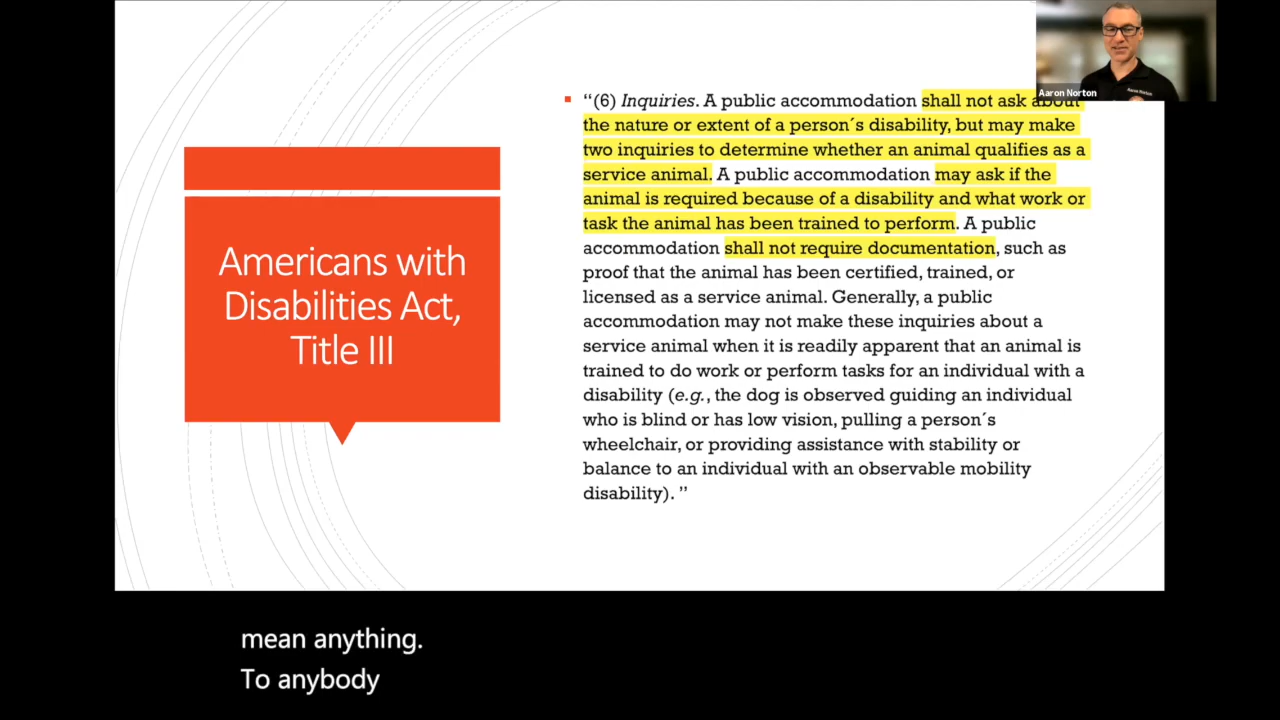 Americans with
Disabilities Act,
Title III
“(6) Inquiries. A public accommodation shall not ask about
the nature or extent of a person´s disability, but may make
two inquiries to determine whether an animal qualifies as a
service animal. A public accommodation may ask if the
animal is required because of a disability and what work or
task the animal has been trained to perform. A public
accommodation shall not require documentation, such as
proof that the animal has been certified, trained, or
licensed as a service animal. Generally, a public
accommodation may not make these inquiries about a
service animal when it is readily apparent that an animal is
trained to do work or perform tasks for an individual with a
disability (e.g., the dog is observed guiding an individual
who is blind or has low vision, pulling a person´s
wheelchair, or providing assistance with stability or
balance to an individual with an observable mobility
disability). ”
Aaron Norton
Aaron Norton
mean anything.
To anybody